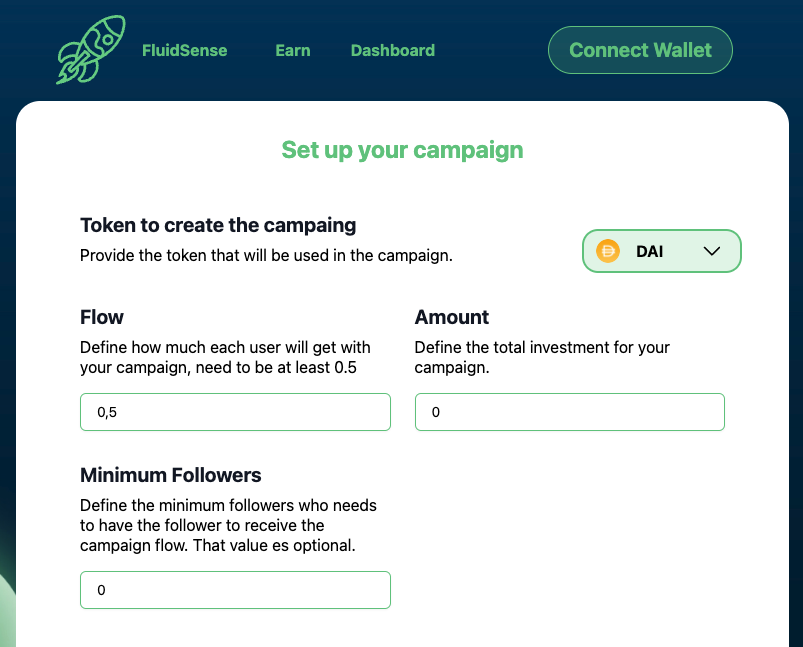 FluidSense Earn Dashboard Connect Wallet
Set up your campaign
Token to create the campaing
Provide the token that will be used in the campaign.
DAI
Flow
Define how much each user will get with
your campaign, need to be at least 0.5
0,5
Amount
Define the total investment for your
campaign.
0
Minimum Followers
Define the minimum followers who needs
to have the follower to receive the
campaign flow. That value es optional.
0